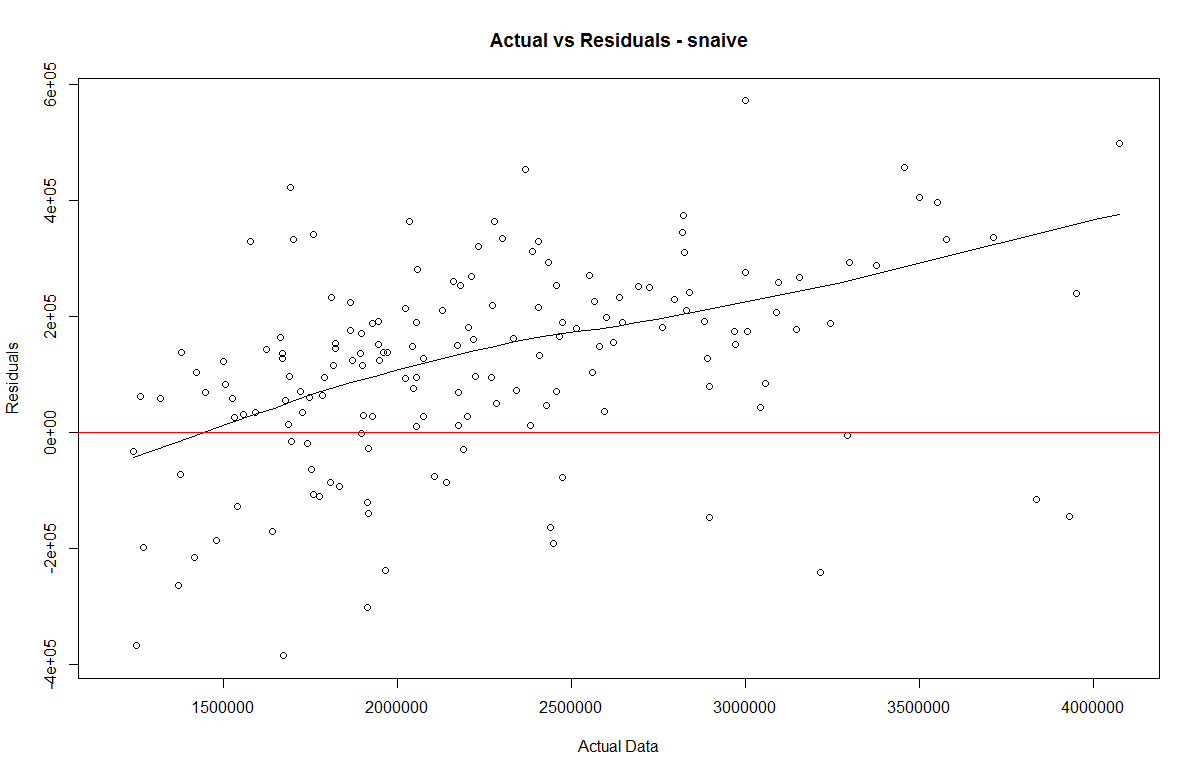 Actual vs Residuals - snaive
Residuals
6e+05
4e+05
2e+05
0e+00
-2e+05
-4e+05
1500000 2000000 2500000 3000000 3500000 4000000
Actual Data